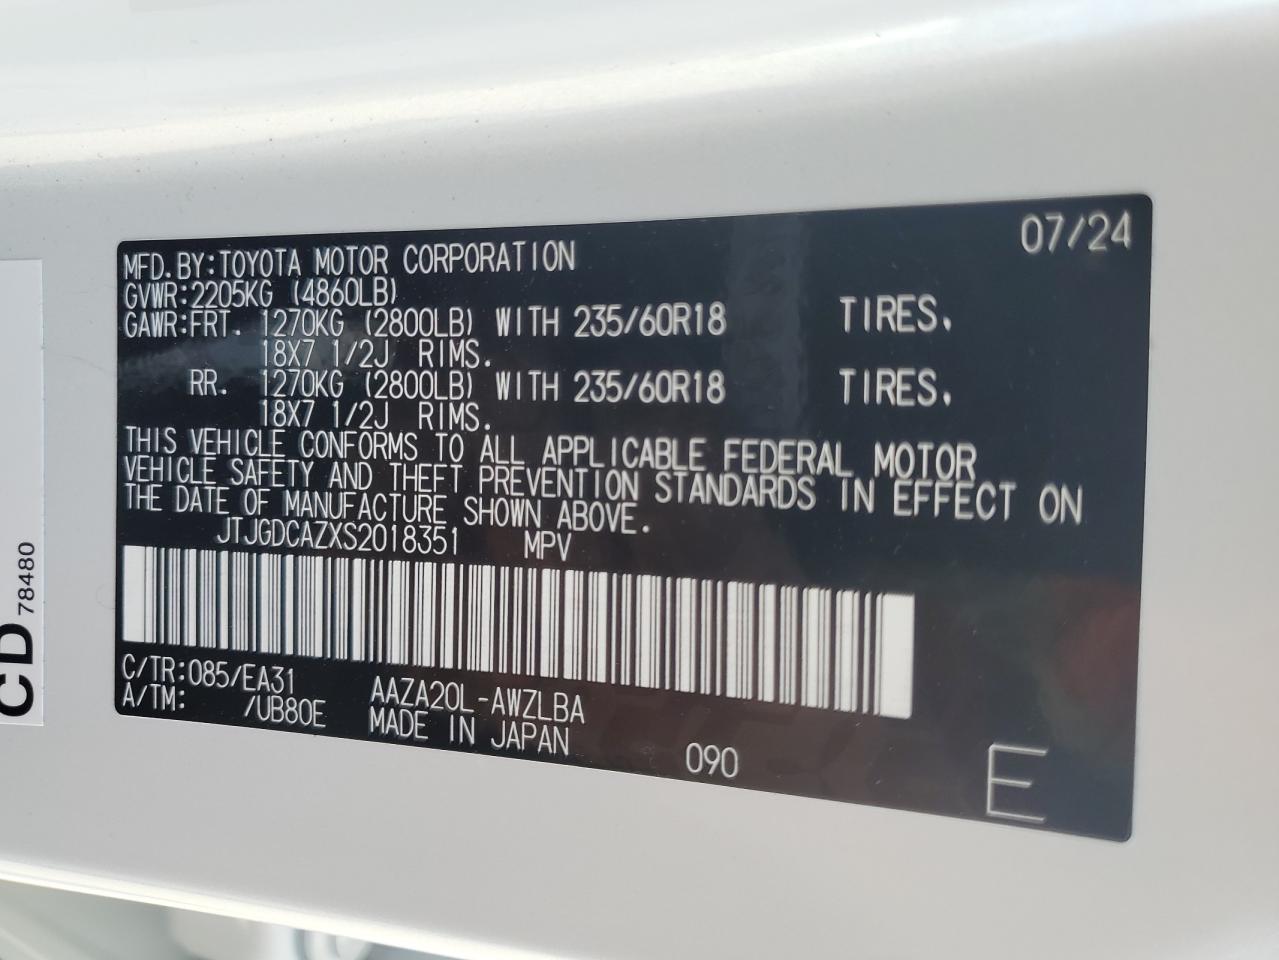 07/24
MFD.BY:TOYOTA MOTOR CORPORATION
GVWR:2205KG (4860LB)
GAWR:FRT. 1270KG (2800LB) WITH 235/60R18 TIRES.
18X7 1/2J RIMS.
RR. 1270KG (2800LB) WITH 235/60R18 TIRES.
18X7 1/2J RIMS.
THIS VEHICLE CONFORMS TO ALL APPLICABLE FEDERAL MOTOR
VEHICLE SAFETY AND THEFT PREVENTION STANDARDS IN EFFECT ON
THE DATE OF MANUFACTURE SHOWN ABOVE.
JTJGDCAZXS2018351 MPV
C/TR:085/EA31 AAZA20L-AWZLBA
A/TM: /UB80E MADE IN JAPAN
090
E
CD 78480